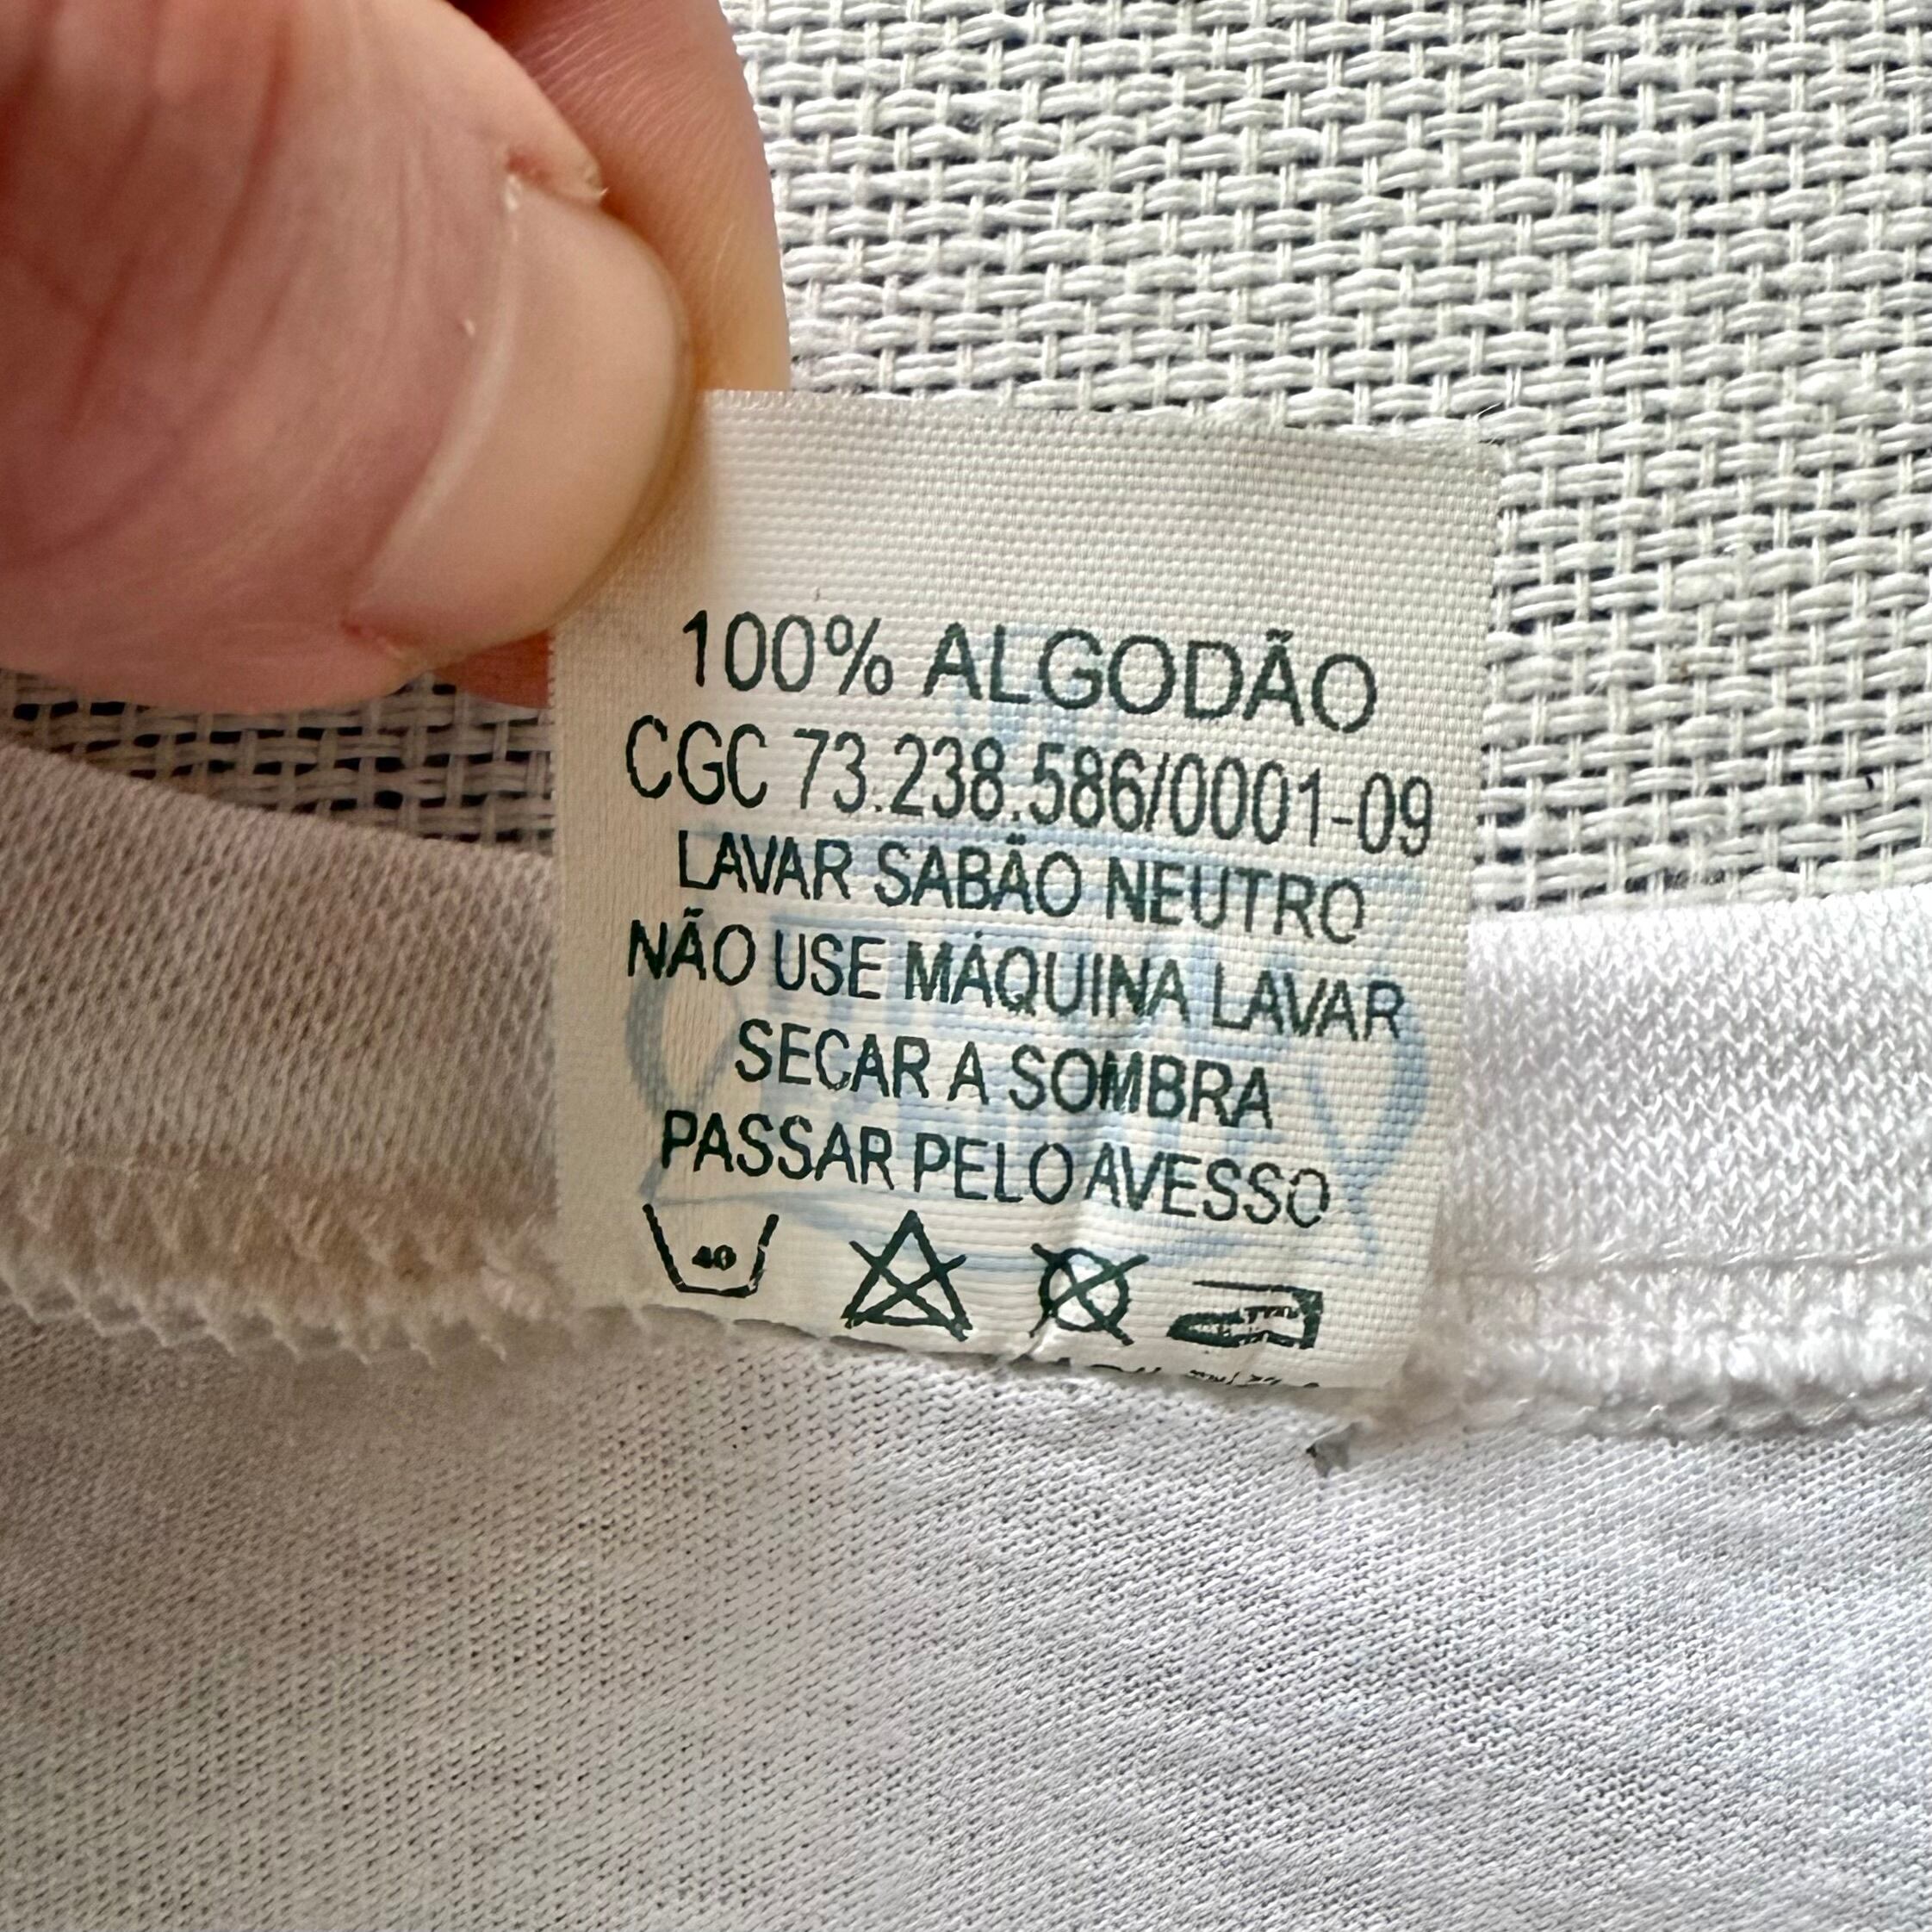 100% ALGODÃO
CGC 73.238.586/0001-09
LAVAR SABÃO NEUTRO
NÃO USE MÁQUINA LAVAR
SECAR A SOMBRA
PASSAR PELO AVESSO
40